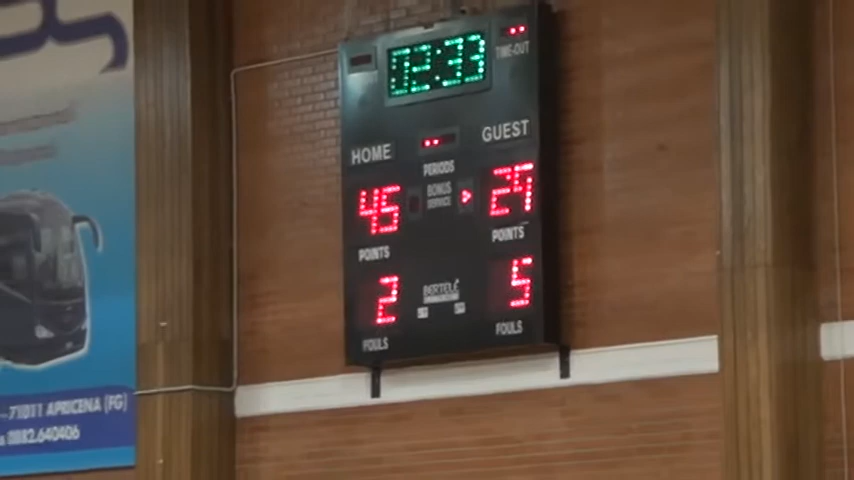 12:33
TIME-OUT
HOME
GUEST
PERIODS
BONUS
SERVICE
45
POINTS
POINTS
BERTELÈ
2
5
FOULS
FOULS
71011 APRICENA (FG)
0882.640406